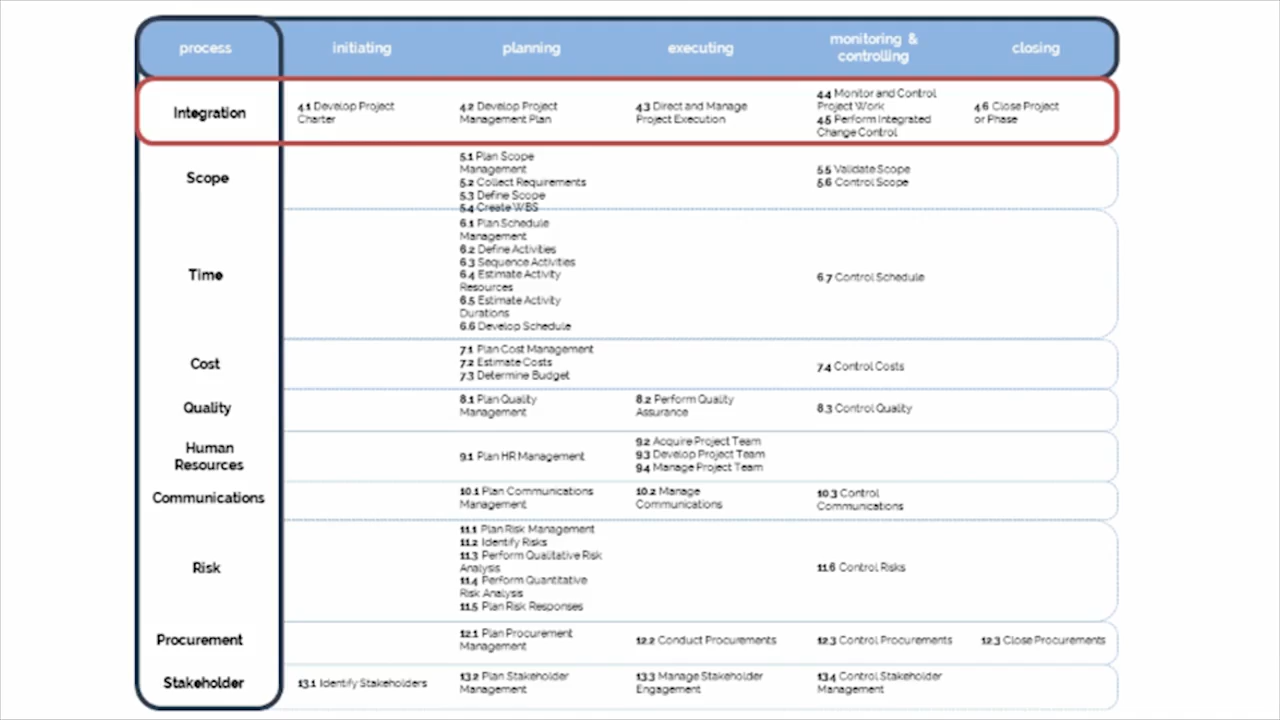 process
initiating
planning
executing
monitoring &
controlling
closing
Integration
4.1 Develop Project
Charter
4.2 Develop Project
Management Plan
4.3 Direct and Manage
Project Execution
4.4 Monitor and Control
Project Work
4.5 Perform Integrated
Change Control
4.6 Close Project
or Phase
Scope
5.1 Plan Scope
Management
5.2 Collect Requirements
5.3 Define Scope
5.4 Create WBS
5.5 Validate Scope
5.6 Control Scope
Time
6.1 Plan Schedule
Management
6.2 Define Activities
6.3 Sequence Activities
6.4 Estimate Activity
Resources
6.5 Estimate Activity
Durations
6.6 Develop Schedule
6.7 Control Schedule
Cost
7.1 Plan Cost Management
7.2 Estimate Costs
7.3 Determine Budget
7.4 Control Costs
Quality
8.1 Plan Quality
Management
8.2 Perform Quality
Assurance
8.3 Control Quality
Human
Resources
9.1 Plan HR Management
9.2 Acquire Project Team
9.3 Develop Project Team
9.4 Manage Project Team
Communications
10.1 Plan Communications
Management
10.2 Manage
Communications
10.3 Control
Communications
Risk
11.1 Plan Risk Management
11.2 Identify Risks
11.3 Perform Qualitative Risk
Analysis
11.4 Perform Quantitative
Risk Analysis
11.5 Plan Risk Responses
11.6 Control Risks
Procurement
12.1 Plan Procurement
Management
12.2 Conduct Procurements
12.3 Control Procurements
12.3 Close Procurements
Stakeholder
13.1 Identify Stakeholders
13.2 Plan Stakeholder
Management
13.3 Manage Stakeholder
Engagement
13.4 Control Stakeholder
Management